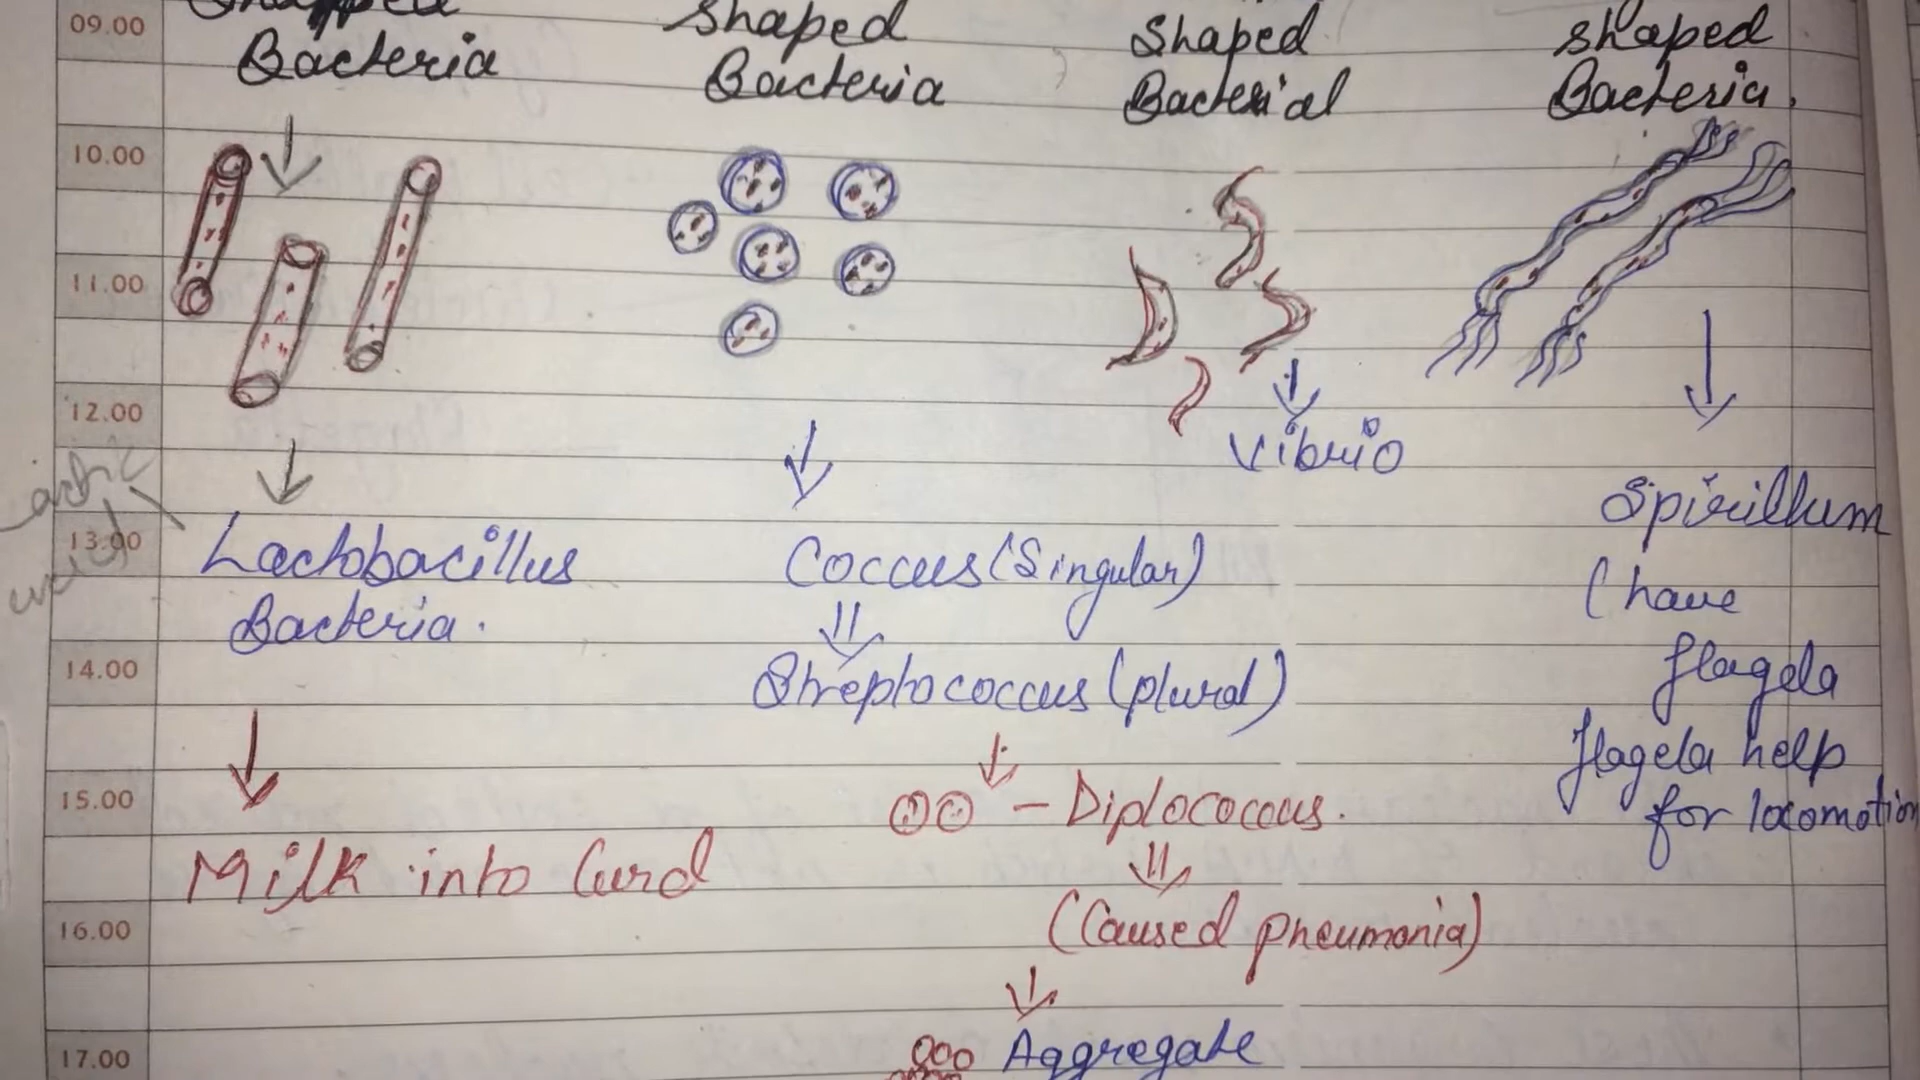 09.00
Shapped
Bacteria
shaped
Bacteria
Shaped
Bacterial
shaped
Bacteria.
10.00
11.00
12.00
Vibrio
Spirillum
13.00
Lactobacillus
Bacteria.
Coccus (Singular)
(have
flagela
14.00
Streptococcus (plural)
flagela help
for locomotion
15.00
– Diplococcus.
Milk into Curd
16.00
(Caused pneumonia)
17.00
Aggregate